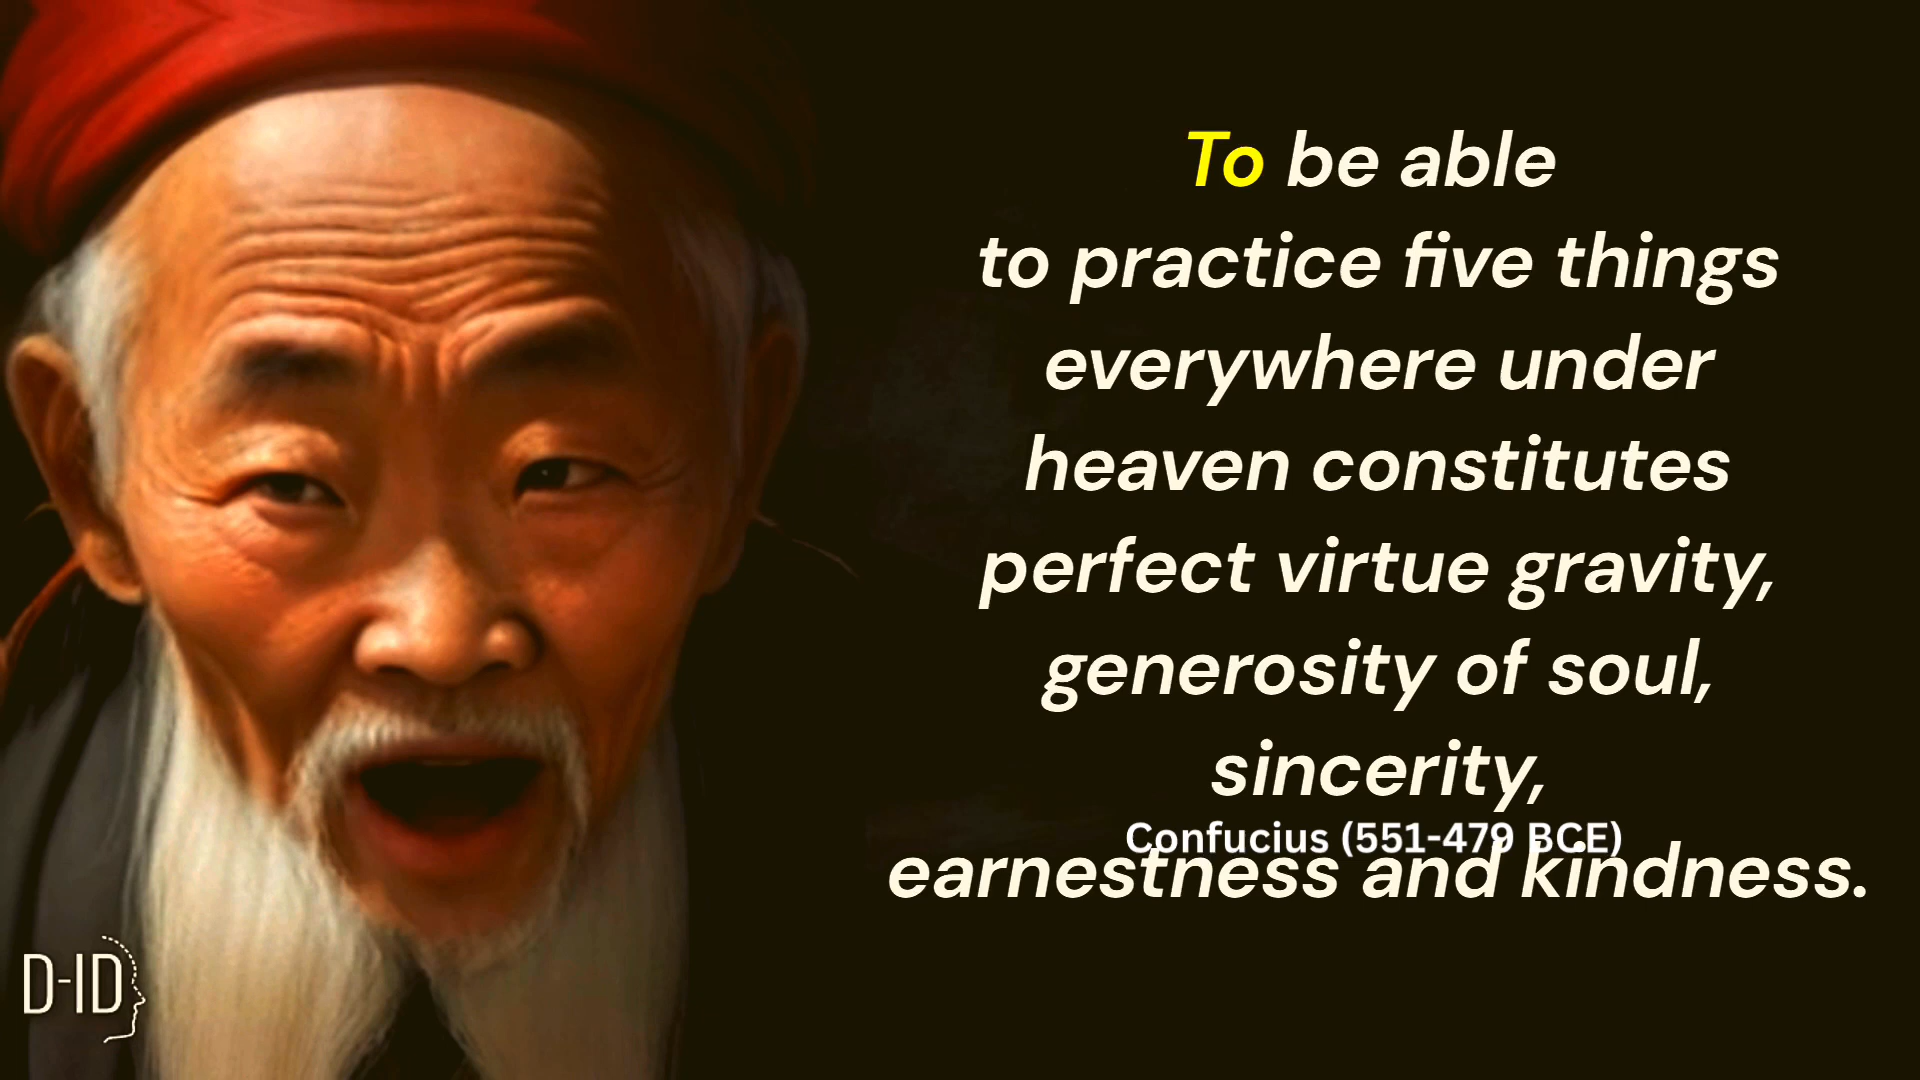 To be able
to practice five things
everywhere under
heaven constitutes
perfect virtue gravity,
generosity of soul,
sincerity,
Confucius (551-479 BCE)
earnestness and kindness.
D-ID